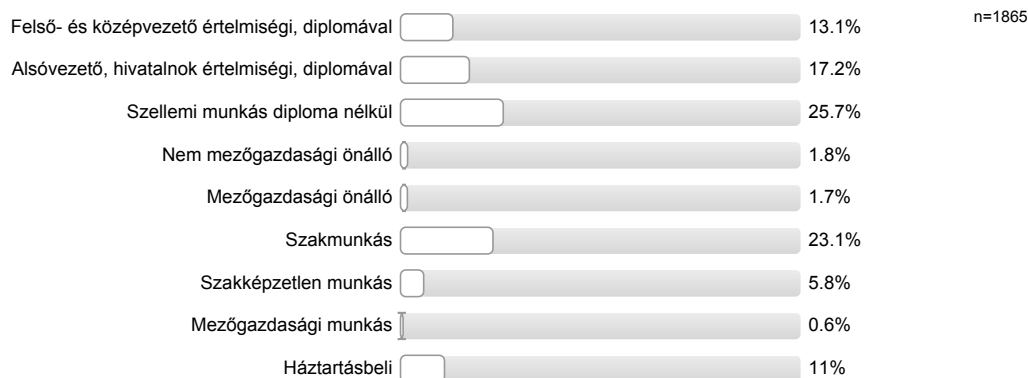 n=1865
Felső- és középvezető értelmiségi, diplomával 13.1%
Alsóvezető, hivatalnok értelmiségi, diplomával 17.2%
Szellemi munkás diploma nélkül 25.7%
Nem mezőgazdasági önálló 1.8%
Mezőgazdasági önálló 1.7%
Szakmunkás 23.1%
Szakképzetlen munkás 5.8%
Mezőgazdasági munkás 0.6%
Háztartásbeli 11%